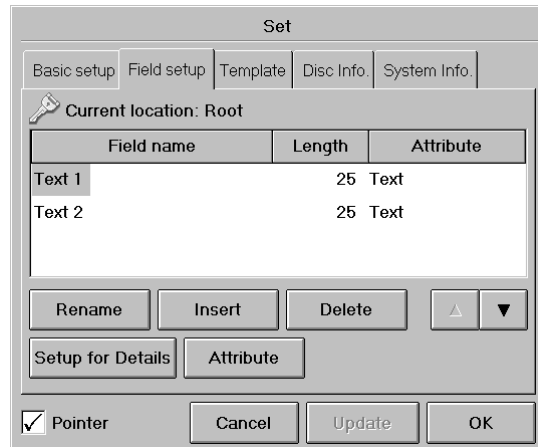 Set
Basic setup Field setup Template Disc Info. System Info.
Current location: Root
Field name Length Attribute
Text 1 25 Text
Text 2 25 Text
Rename Insert Delete
Setup for Details Attribute
Pointer Cancel Update OK